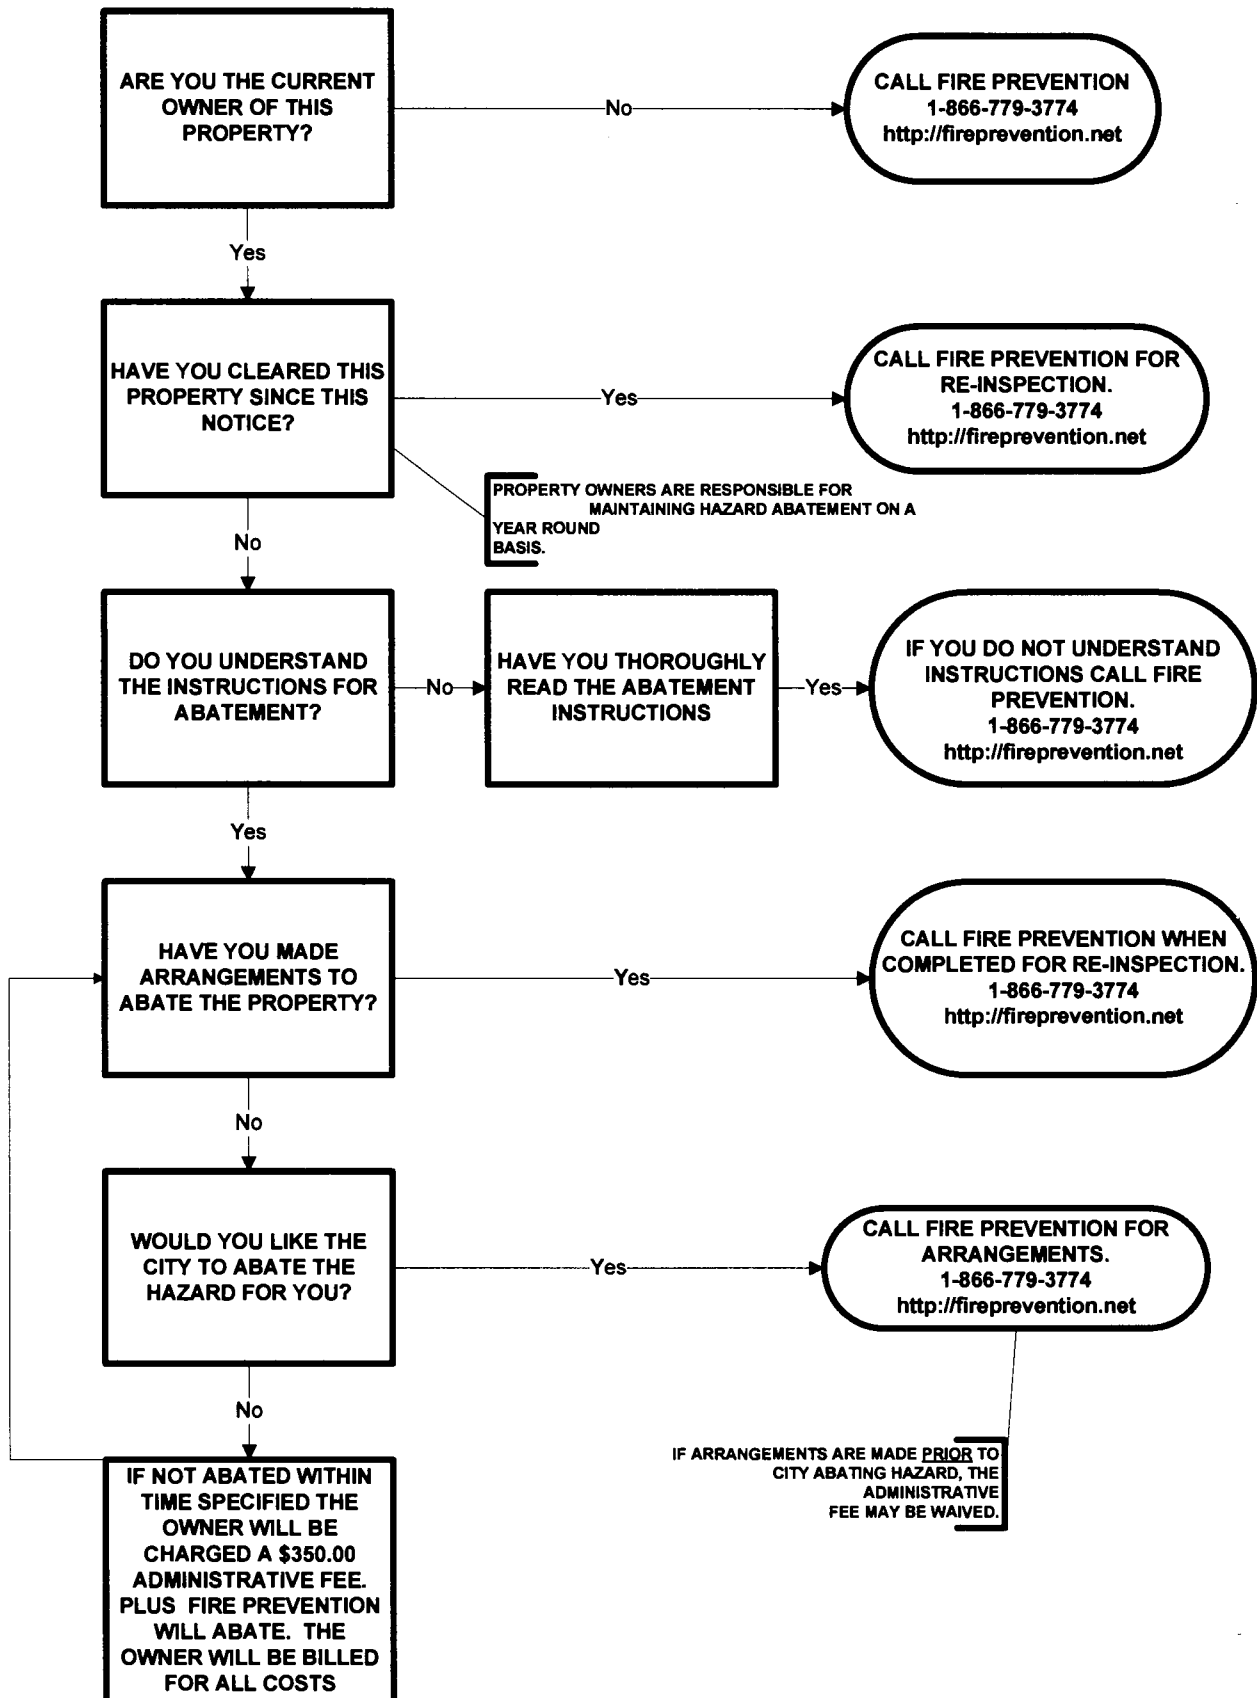 ARE YOU THE CURRENT
OWNER OF THIS
PROPERTY?
No
CALL FIRE PREVENTION
1-866-779-3774
http://fireprevention.net
Yes
HAVE YOU CLEARED THIS
PROPERTY SINCE THIS
NOTICE?
Yes
CALL FIRE PREVENTION FOR
RE-INSPECTION.
1-866-779-3774
http://fireprevention.net
PROPERTY OWNERS ARE RESPONSIBLE FOR
MAINTAINING HAZARD ABATEMENT ON A
YEAR ROUND
BASIS.
No
DO YOU UNDERSTAND
THE INSTRUCTIONS FOR
ABATEMENT?
No
HAVE YOU THOROUGHLY
READ THE ABATEMENT
INSTRUCTIONS
Yes
IF YOU DO NOT UNDERSTAND
INSTRUCTIONS CALL FIRE
PREVENTION.
1-866-779-3774
http://fireprevention.net
Yes
HAVE YOU MADE
ARRANGEMENTS TO
ABATE THE PROPERTY?
Yes
CALL FIRE PREVENTION WHEN
COMPLETED FOR RE-INSPECTION.
1-866-779-3774
http://fireprevention.net
No
WOULD YOU LIKE THE
CITY TO ABATE THE
HAZARD FOR YOU?
Yes
CALL FIRE PREVENTION FOR
ARRANGEMENTS.
1-866-779-3774
http://fireprevention.net
No
IF ARRANGEMENTS ARE MADE PRIOR TO
CITY ABATING HAZARD, THE
ADMINISTRATIVE
FEE MAY BE WAIVED.
IF NOT ABATED WITHIN
TIME SPECIFIED THE
OWNER WILL BE
CHARGED A $350.00
ADMINISTRATIVE FEE.
PLUS FIRE PREVENTION
WILL ABATE. THE
OWNER WILL BE BILLED
FOR ALL COSTS